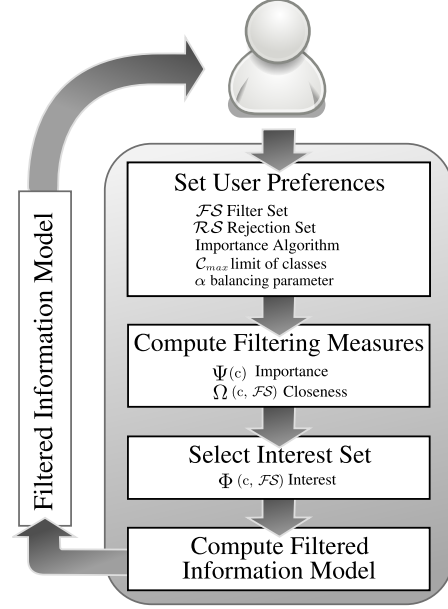 Set User Preferences
𝓕𝓢 Filter Set
𝓡𝓢 Rejection Set
Importance Algorithm
𝓒max limit of classes
α balancing parameter
Compute Filtering Measures
Ψ(c) Importance
Ω (c, 𝓕𝓢) Closeness
Select Interest Set
Φ (c, 𝓕𝓢) Interest
Compute Filtered
Information Model
Filtered Information Model